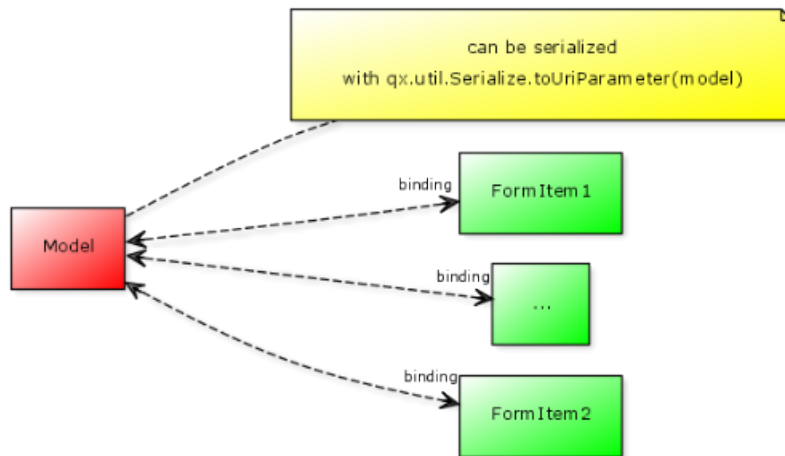 can be serialized
with qx.util.Serialize.toUriParameter(model)
binding
FormItem1
Model
binding
...
binding
FormItem2